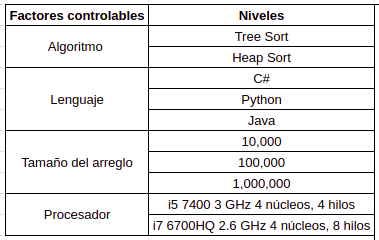 Factores controlables Niveles
Algoritmo
Tree Sort
Heap Sort
Lenguaje
C#
Python
Java
Tamaño del arreglo
10,000
100,000
1,000,000
Procesador
i5 7400 3 GHz 4 núcleos, 4 hilos
i7 6700HQ 2.6 GHz 4 núcleos, 8 hilos